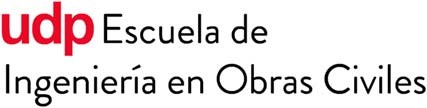 udp Escuela de
Ingeniería en Obras Civiles